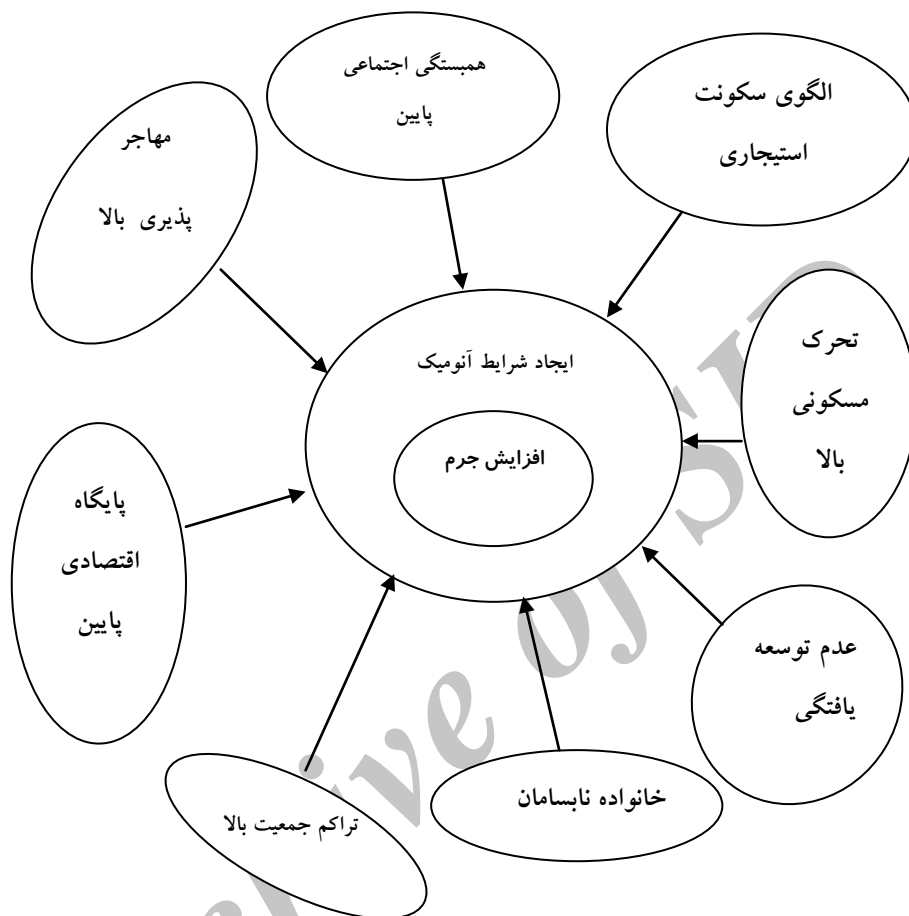 همبستگی اجتماعی
پایین
الگوی سکونت
استیجاری
مهاجر
پذیری بالا
تحرک
مسکونی
بالا
ایجاد شرایط آنومیک
افزایش جرم
پایگاه
اقتصادی
پایین
عدم توسعه
یافتگی
خانواده نابسامان
تراکم جمعیت بالا